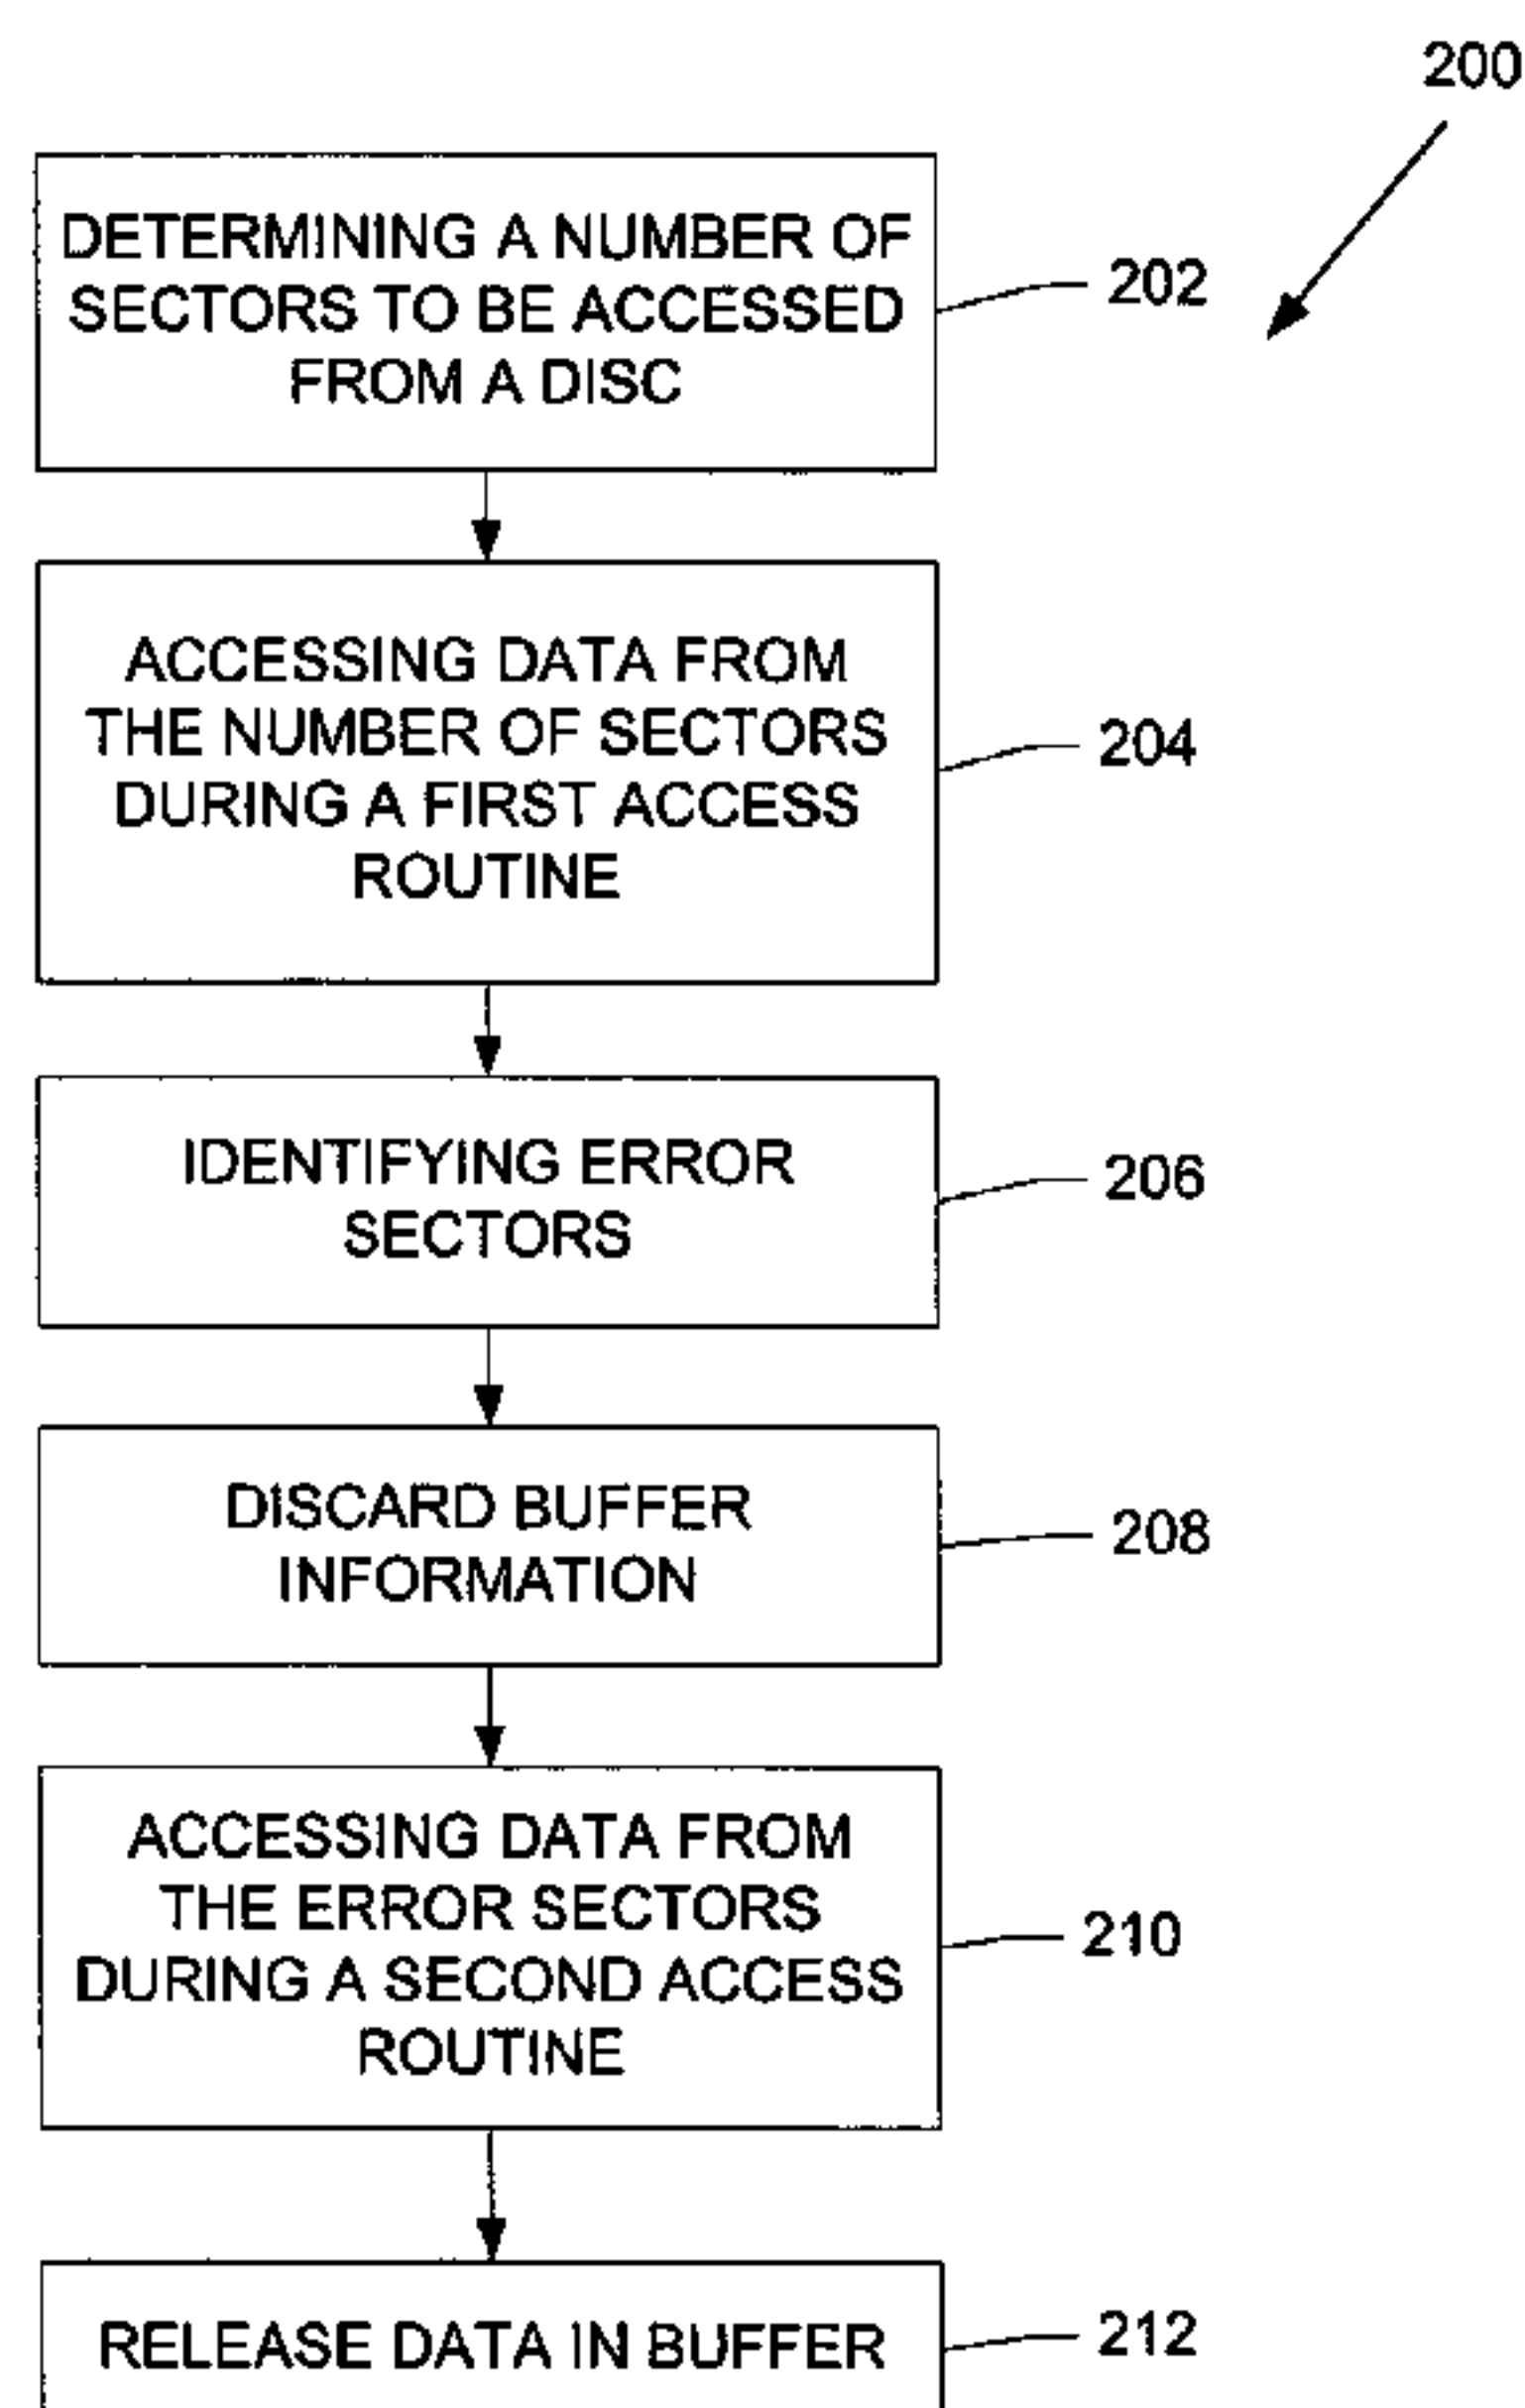 200
DETERMINING A NUMBER OF
SECTORS TO BE ACCESSED
FROM A DISC
202
ACCESSING DATA FROM
THE NUMBER OF SECTORS
DURING A FIRST ACCESS
ROUTINE
204
IDENTIFYING ERROR
SECTORS
206
DISCARD BUFFER
INFORMATION
208
ACCESSING DATA FROM
THE ERROR SECTORS
DURING A SECOND ACCESS
ROUTINE
210
RELEASE DATA IN BUFFER
212